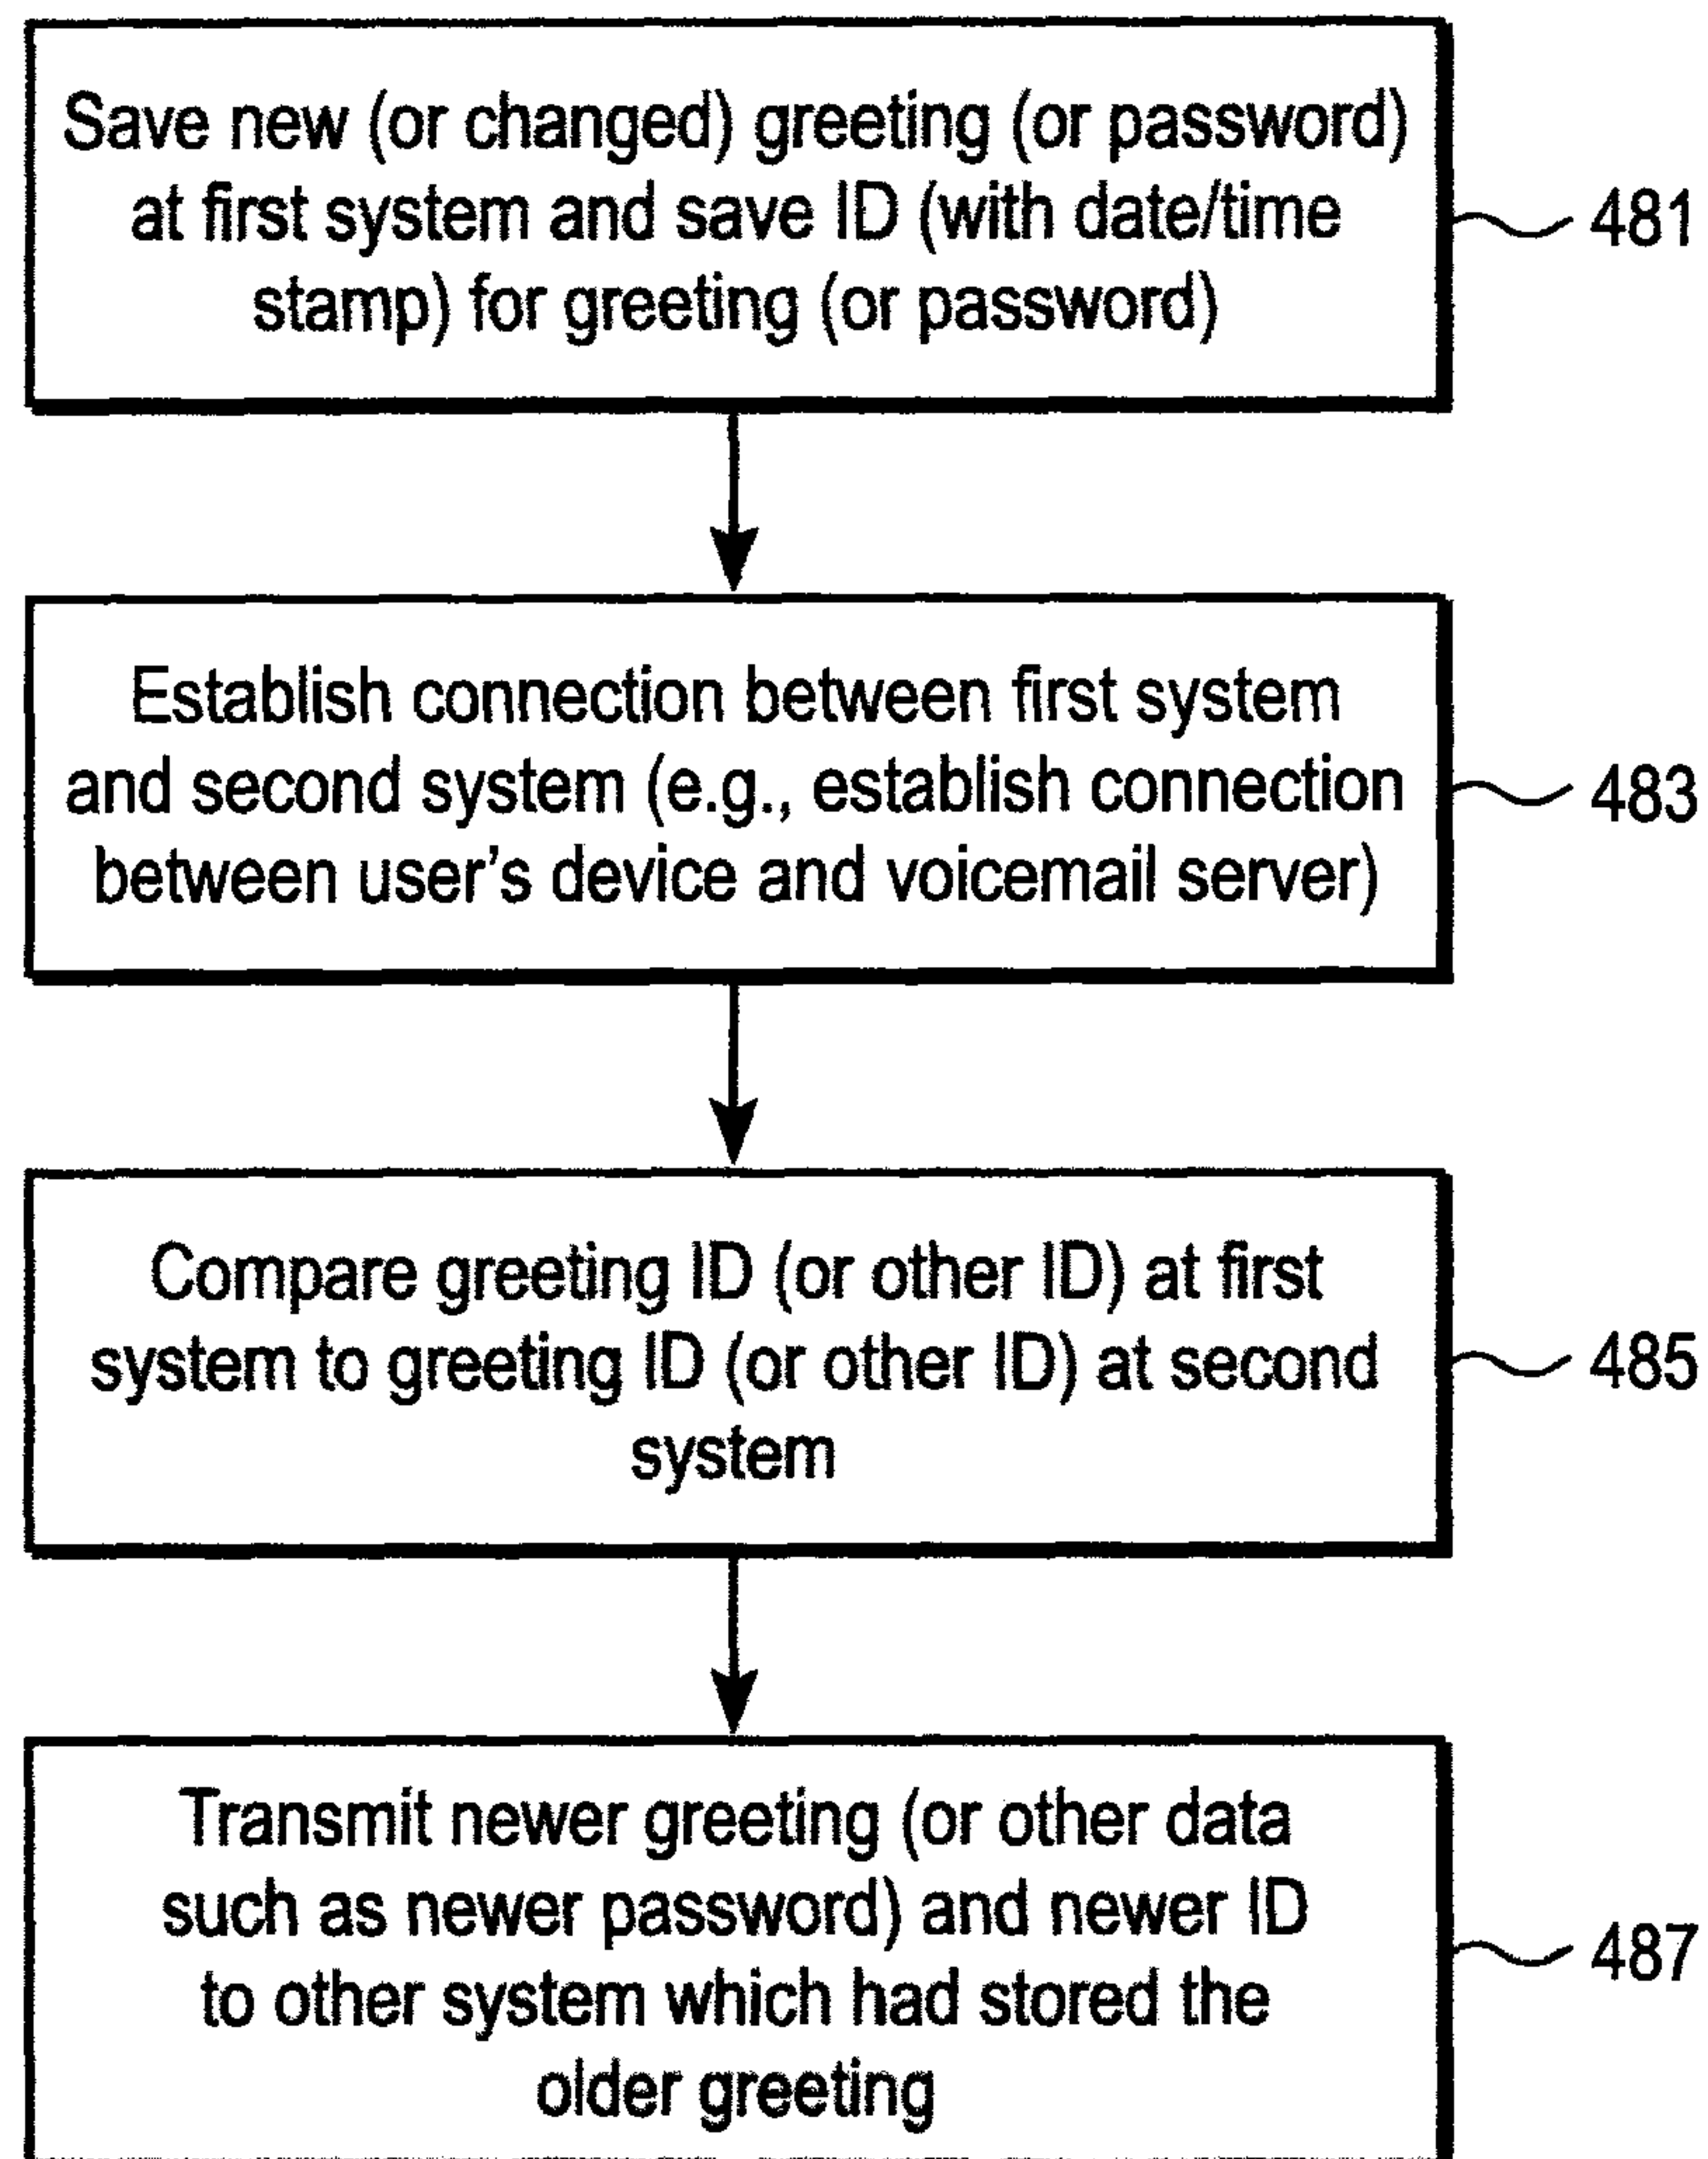 Save new (or changed) greeting (or password)
at first system and save ID (with date/time
stamp) for greeting (or password)
481
Establish connection between first system
and second system (e.g., establish connection
between user's device and voicemail server)
483
Compare greeting ID (or other ID) at first
system to greeting ID (or other ID) at second
system
485
Transmit newer greeting (or other data
such as newer password) and newer ID
to other system which had stored the
older greeting
487